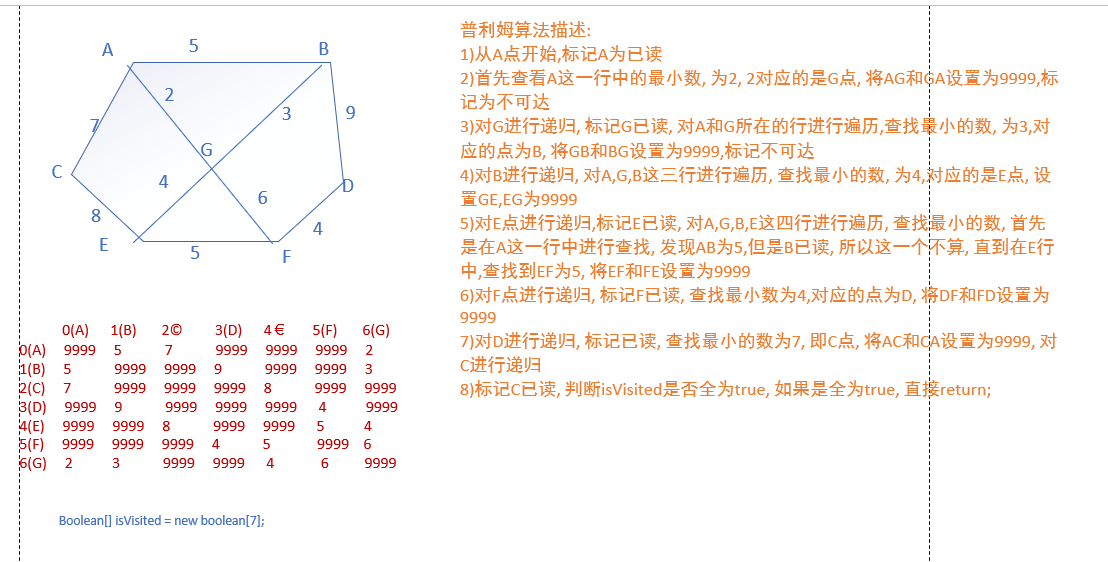 A
5
B
2
3
9
7
G
C
4
6
D
8
E
4
5
F
普利姆算法描述:
1)从A点开始,标记A为已读
2)首先查看A这一行中的最小数, 为2, 2对应的是G点, 将AG和GA设置为9999,标
记为不可达
3)对G进行递归, 标记G已读, 对A和G所在的行进行遍历,查找最小的数, 为3,对
应的点为B, 将GB和BG设置为9999,标记不可达
4)对B进行递归, 对A,G,B这三行进行遍历, 查找最小的数, 为4,对应的是E点, 设
置GE,EG为9999
5)对E点进行递归,标记E已读, 对A,G,B,E这四行进行遍历, 查找最小的数, 首先
是在A这一行中进行查找, 发现AB为5,但是B已读, 所以这一个不算, 直到在E行
中,查找到EF为5, 将EF和FE设置为9999
6)对F点进行递归, 标记F已读, 查找最小数为4,对应的点为D, 将DF和FD设置为
9999
7)对D进行递归, 标记已读, 查找最小的数为7, 即C点, 将AC和CA设置为9999, 对
C进行递归
8)标记C已读, 判断isVisited是否全为true, 如果是全为true, 直接return;
0(A) 1(B) 2© 3(D) 4€ 5(F) 6(G)
0(A) 9999 5 7 9999 9999 9999 2
1(B) 5 9999 9999 9 9999 9999 3
2(C) 7 9999 9999 9999 8 9999 9999
3(D) 9999 9 9999 9999 9999 4 9999
4(E) 9999 9999 8 9999 9999 5 4
5(F) 9999 9999 9999 4 5 9999 6
6(G) 2 3 9999 9999 4 6 9999
Boolean[] isVisited = new boolean[7];